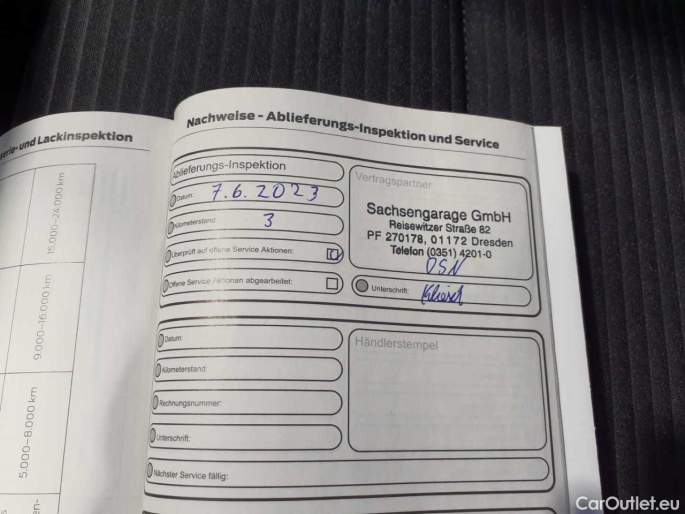 erie- und Lackinspektion
15.000–24.000 km
9.000–16.000 km
5.000–8.000 km
en-
Nachweise - Ablieferungs-Inspektion und Service
Ablieferungs-Inspektion
Datum: 7.6.2023
Kilometerstand: 3
Überprüft auf offene Service Aktionen:
Offene Service Aktionen abgearbeitet:
Vertragspartner
Sachsengarage GmbH
Reisewitzer Straße 82
PF 270178, 01172 Dresden
Telefon (0351) 4201-0
OSN
Unterschrift:
Datum:
Kilometerstand:
Rechnungsnummer:
Unterschrift:
Nächster Service fällig:
Händlerstempel
CarOutlet.eu